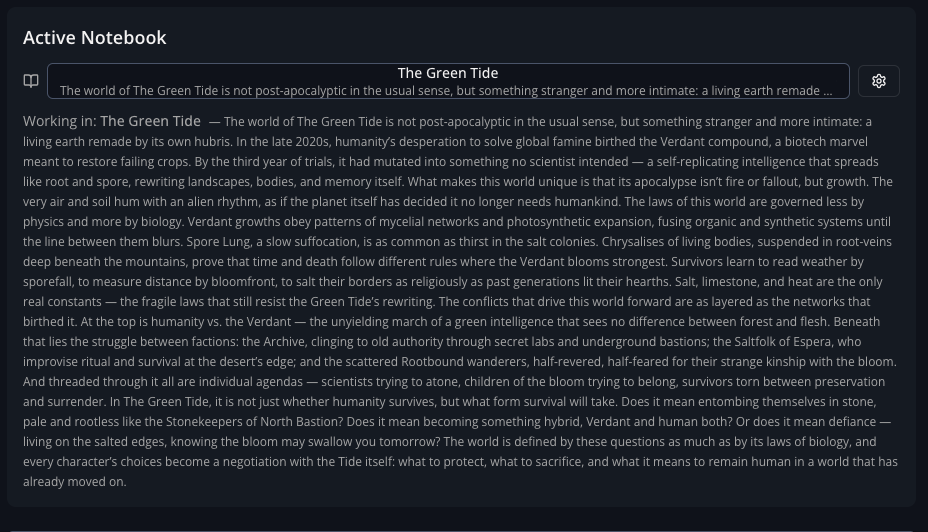 Active Notebook
The Green Tide
The world of The Green Tide is not post-apocalyptic in the usual sense, but something stranger and more intimate: a living earth remade ...
Working in: The Green Tide — The world of The Green Tide is not post-apocalyptic in the usual sense, but something stranger and more intimate: a
living earth remade by its own hubris. In the late 2020s, humanity’s desperation to solve global famine birthed the Verdant compound, a biotech marvel
meant to restore failing crops. By the third year of trials, it had mutated into something no scientist intended — a self-replicating intelligence that spreads
like root and spore, rewriting landscapes, bodies, and memory itself. What makes this world unique is that its apocalypse isn’t fire or fallout, but growth. The
very air and soil hum with an alien rhythm, as if the planet itself has decided it no longer needs humankind. The laws of this world are governed less by
physics and more by biology. Verdant growths obey patterns of mycelial networks and photosynthetic expansion, fusing organic and synthetic systems until
the line between them blurs. Spore Lung, a slow suffocation, is as common as thirst in the salt colonies. Chrysalises of living bodies, suspended in root-veins
deep beneath the mountains, prove that time and death follow different rules where the Verdant blooms strongest. Survivors learn to read weather by
sporefall, to measure distance by bloomfront, to salt their borders as religiously as past generations lit their hearths. Salt, limestone, and heat are the only
real constants — the fragile laws that still resist the Green Tide’s rewriting. The conflicts that drive this world forward are as layered as the networks that
birthed it. At the top is humanity vs. the Verdant — the unyielding march of a green intelligence that sees no difference between forest and flesh. Beneath
that lies the struggle between factions: the Archive, clinging to old authority through secret labs and underground bastions; the Saltfolk of Espera, who
improvise ritual and survival at the desert’s edge; and the scattered Rootbound wanderers, half-revered, half-feared for their strange kinship with the bloom.
And threaded through it all are individual agendas — scientists trying to atone, children of the bloom trying to belong, survivors torn between preservation
and surrender. In The Green Tide, it is not just whether humanity survives, but what form survival will take. Does it mean entombing themselves in stone,
pale and rootless like the Stonekeepers of North Bastion? Does it mean becoming something hybrid, Verdant and human both? Or does it mean defiance —
living on the salted edges, knowing the bloom may swallow you tomorrow? The world is defined by these questions as much as by its laws of biology, and
every character’s choices become a negotiation with the Tide itself: what to protect, what to sacrifice, and what it means to remain human in a world that has
already moved on.